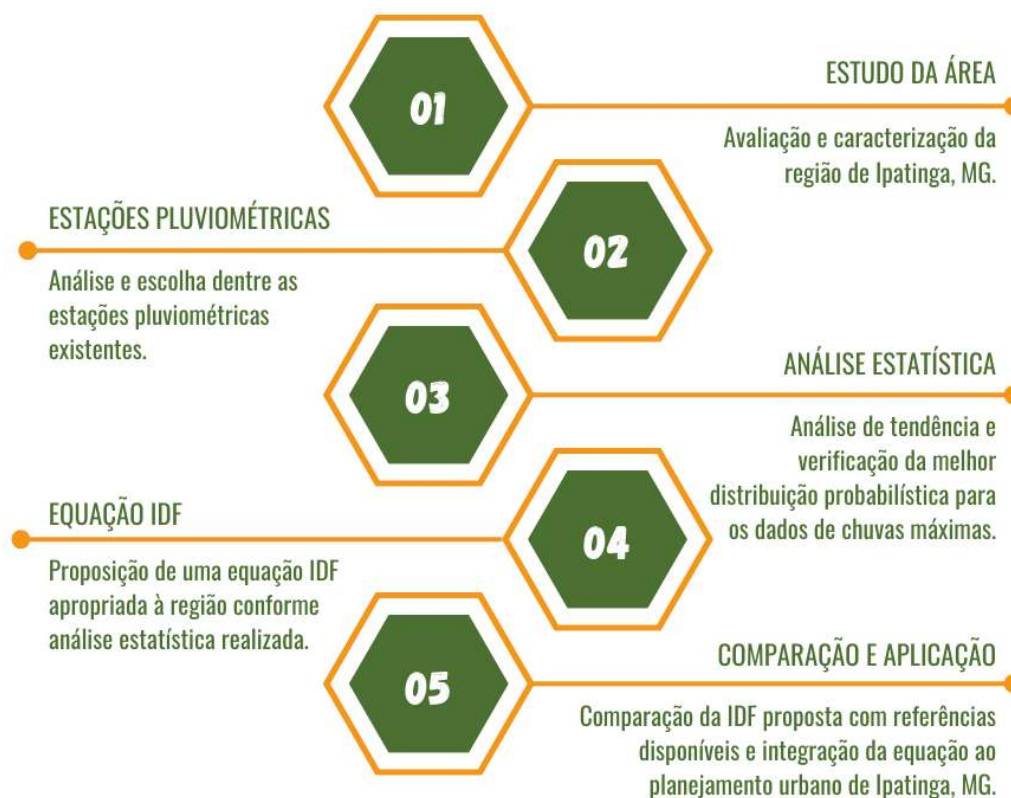 01
ESTUDO DA ÁREA
Avaliação e caracterização da
região de Ipatinga, MG.
ESTAÇÕES PLUVIOMÉTRICAS
02
Análise e escolha dentre as
estações pluviométricas
existentes.
03
ANÁLISE ESTATÍSTICA
Análise de tendência e
verificação da melhor
distribuição probabilística para
os dados de chuvas máximas.
EQUAÇÃO IDF
04
Proposição de uma equação IDF
apropriada à região conforme
análise estatística realizada.
05
COMPARAÇÃO E APLICAÇÃO
Comparação da IDF proposta com referências
disponíveis e integração da equação ao
planejamento urbano de Ipatinga, MG.